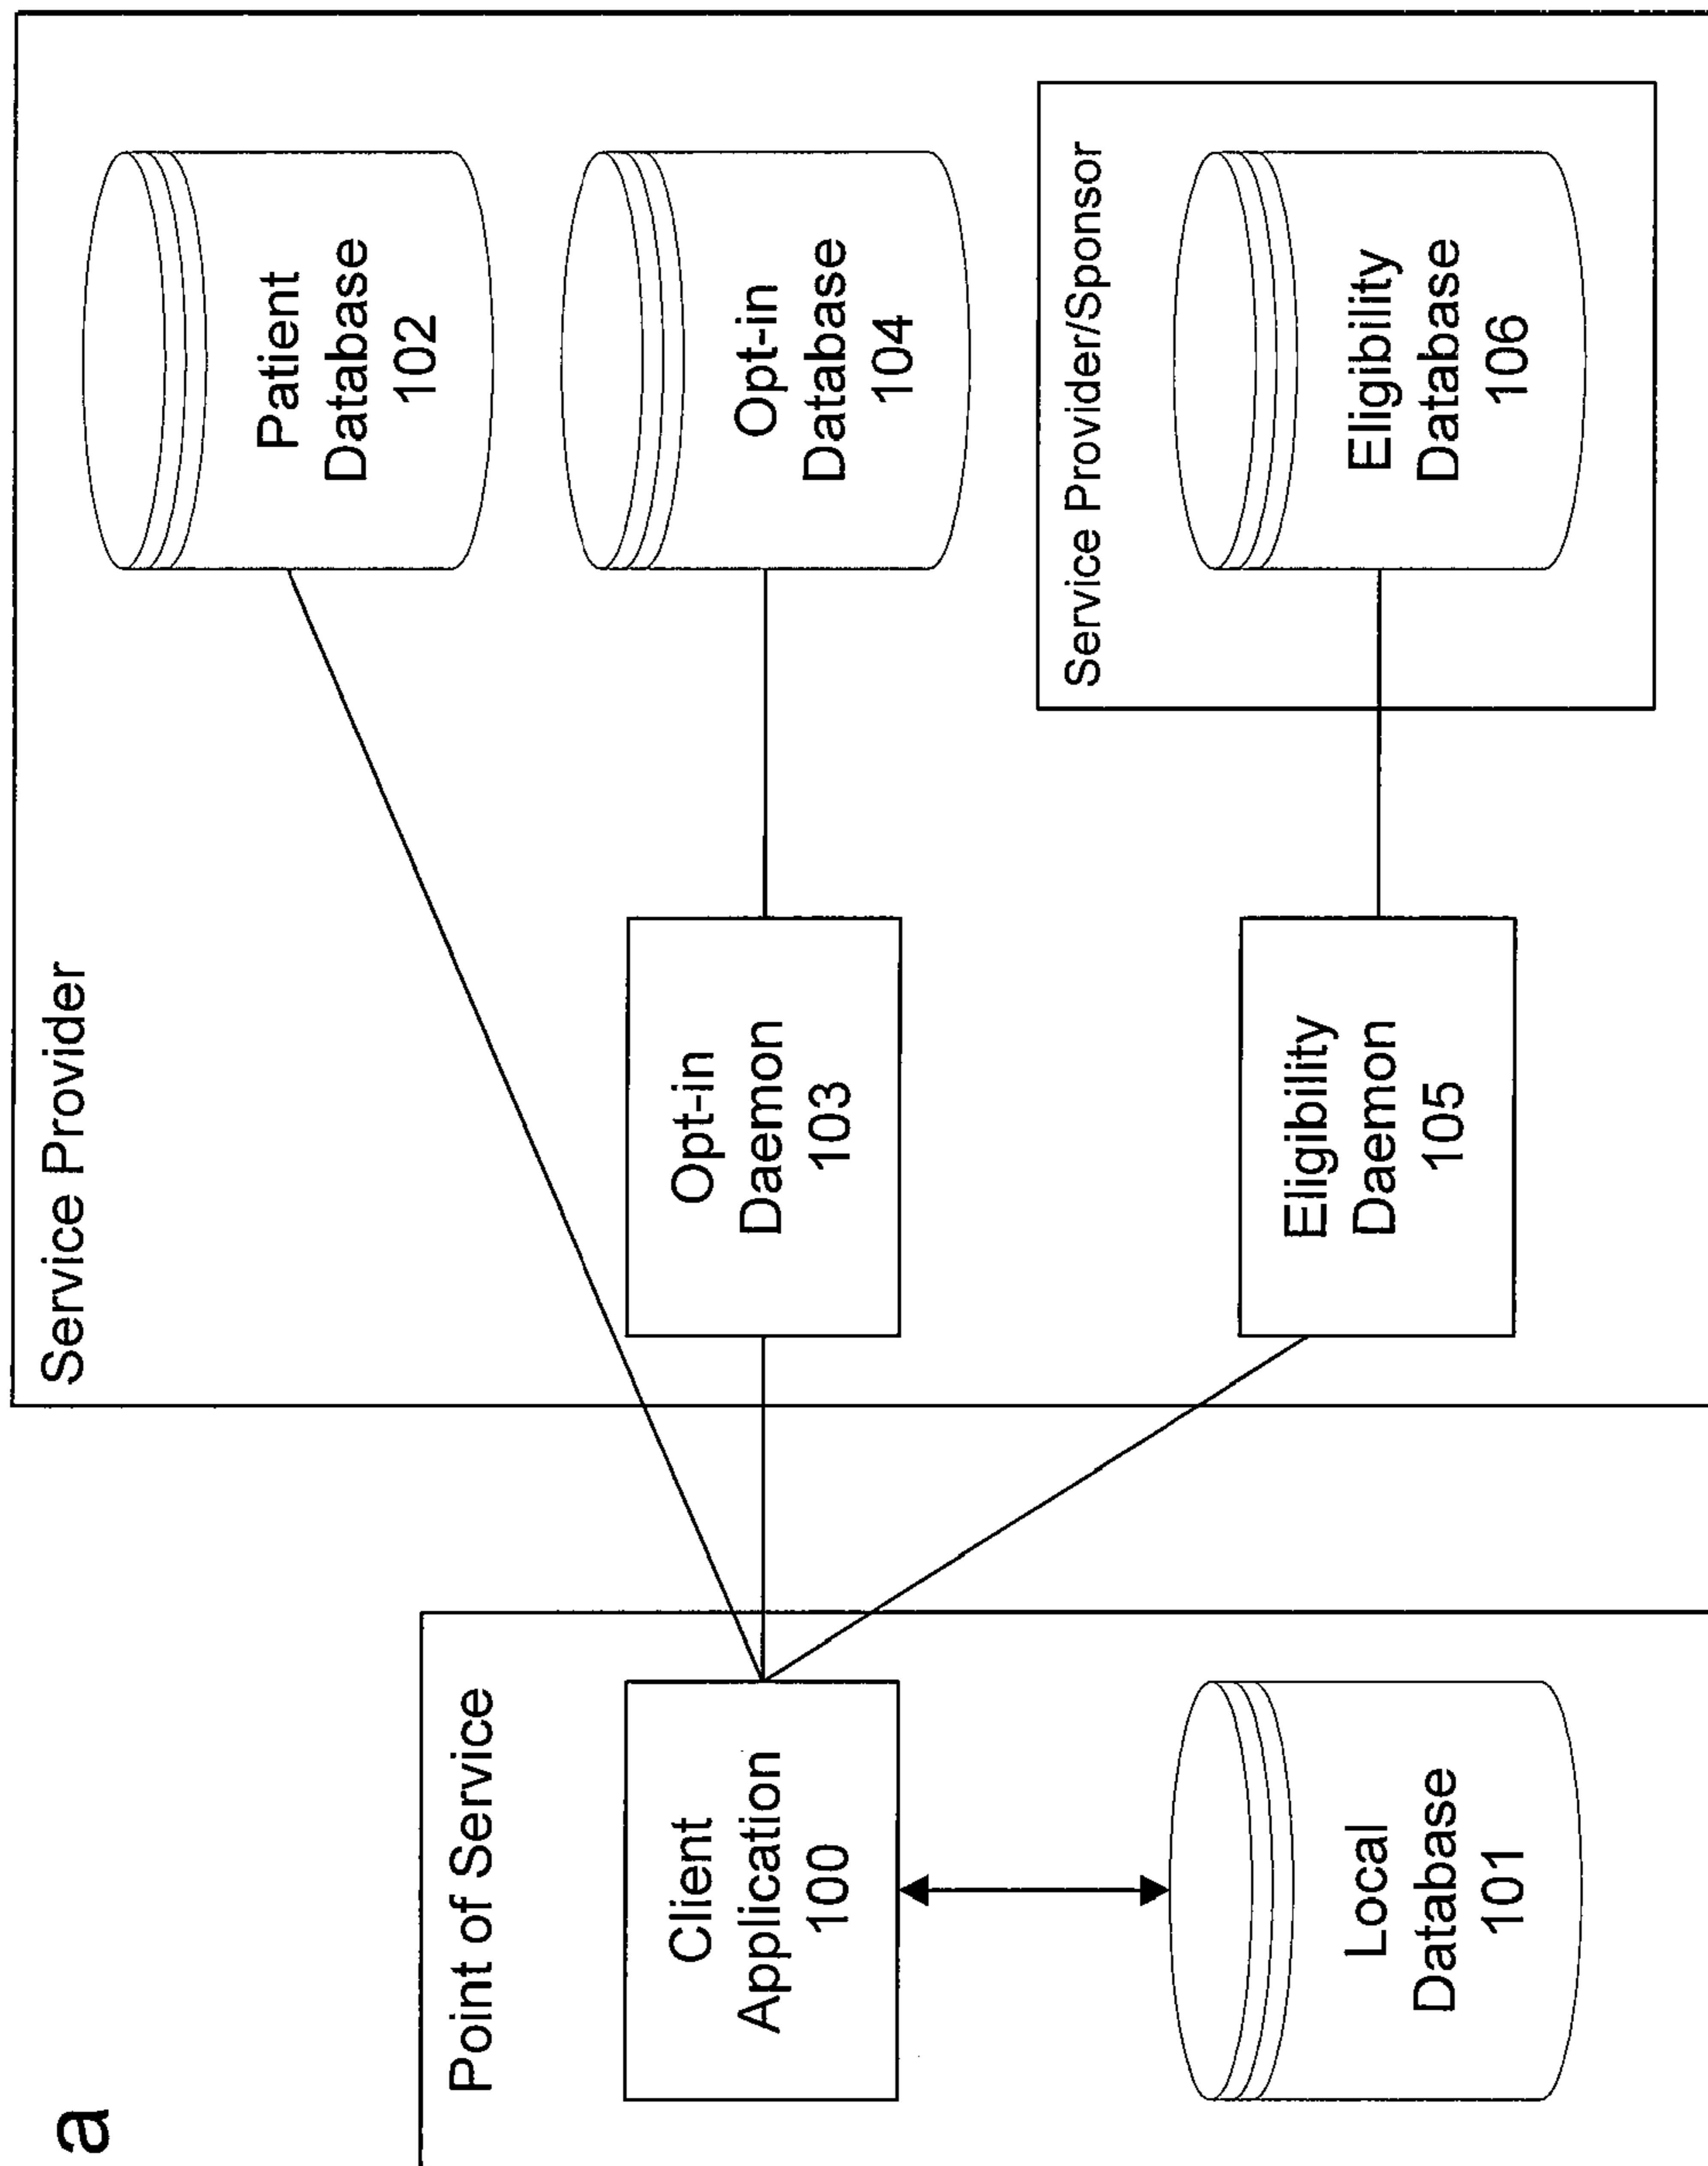 a
Point of Service
Client
Application
100
Local
Database
101
Service Provider
Opt-in
Daemon
103
Eligibility
Daemon
105
Patient
Database
102
Opt-in
Database
104
Service Provider/Sponsor
Eligibility
Database
106